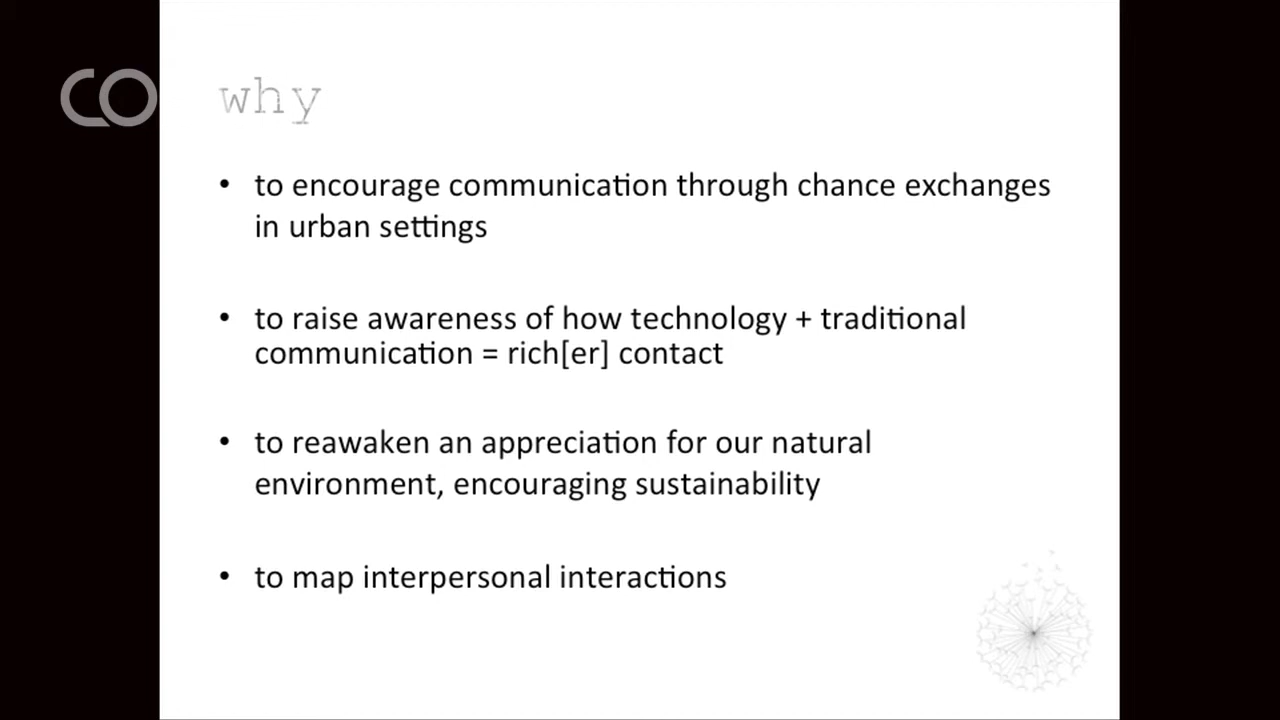 CO
why
• to encourage communication through chance exchanges
in urban settings
• to raise awareness of how technology + traditional
communication = rich[er] contact
• to reawaken an appreciation for our natural
environment, encouraging sustainability
• to map interpersonal interactions